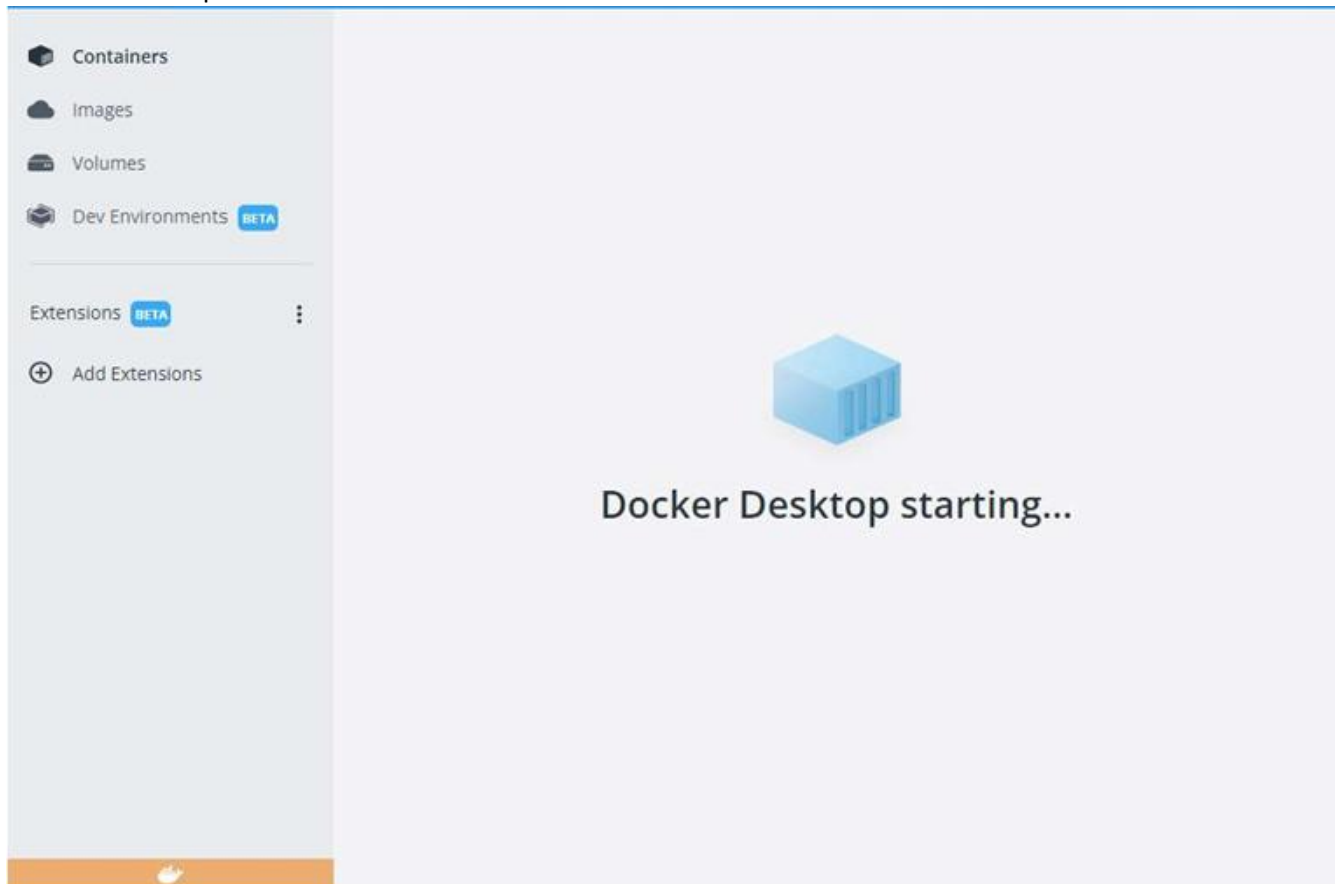 Containers
Images
Volumes
Dev Environments BETA
Extensions BETA
Add Extensions
Docker Desktop starting...